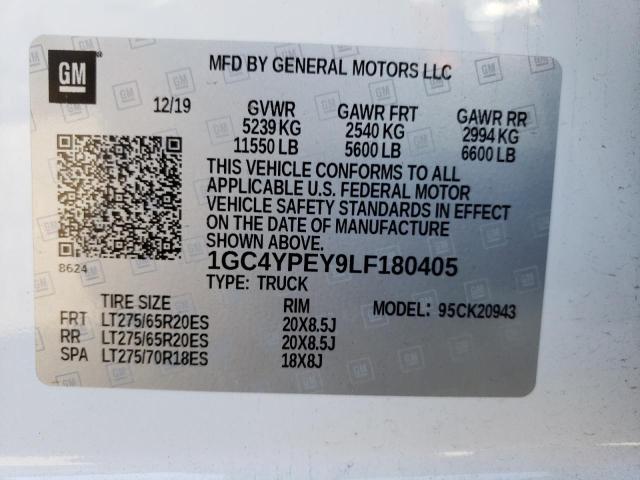 GM
MFD BY GENERAL MOTORS LLC
12/19 GVWR GAWR FRT GAWR RR
5239 KG 2540 KG 2994 KG
11550 LB 5600 LB 6600 LB
THIS VEHICLE CONFORMS TO ALL
APPLICABLE U.S. FEDERAL MOTOR
VEHICLE SAFETY STANDARDS IN EFFECT
ON THE DATE OF MANUFACTURE
SHOWN ABOVE.
8624
1GC4YPEY9LF180405
TYPE: TRUCK
TIRE SIZE RIM MODEL: 95CK20943
FRT LT275/65R20ES 20X8.5J
RR LT275/65R20ES 20X8.5J
SPA LT275/70R18ES 18X8J